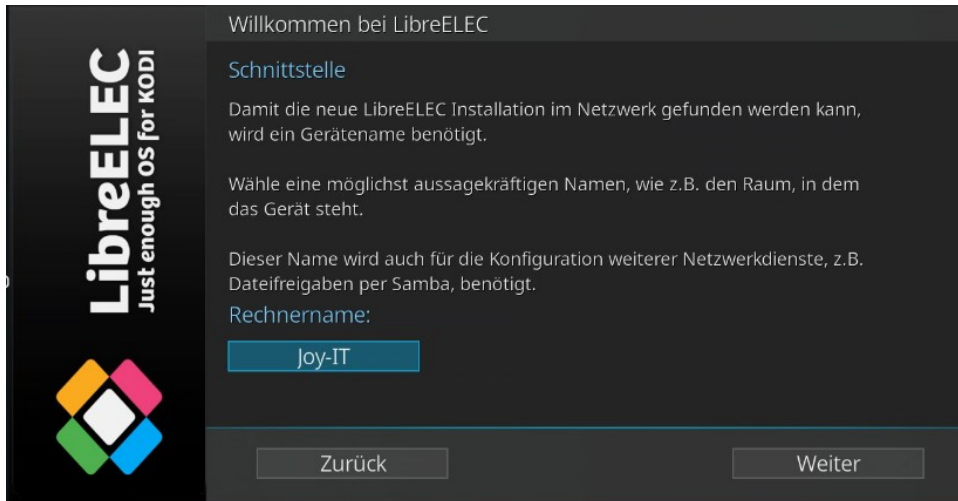 Willkommen bei LibreELEC
LibreELEC
Just enough OS for KODI
Schnittstelle
Damit die neue LibreELEC Installation im Netzwerk gefunden werden kann,
wird ein Gerätename benötigt.
Wähle eine möglichst aussagekräftigen Namen, wie z.B. den Raum, in dem
das Gerät steht.
Dieser Name wird auch für die Konfiguration weiterer Netzwerkdienste, z.B.
Dateifreigaben per Samba, benötigt.
Rechnername:
Joy-IT
Zurück
Weiter